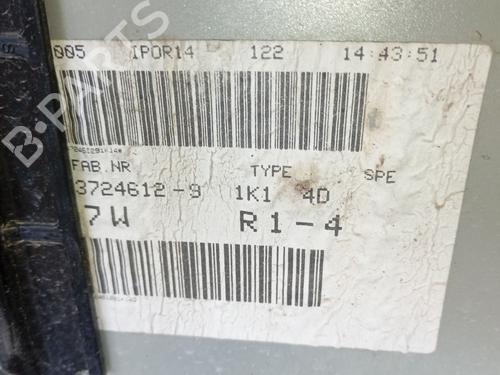 005 IPOR14 122 14:43:51
FAB.NR TYPE SPE
3724612-9 1K1 4D
7W R1-4
B-PARTS